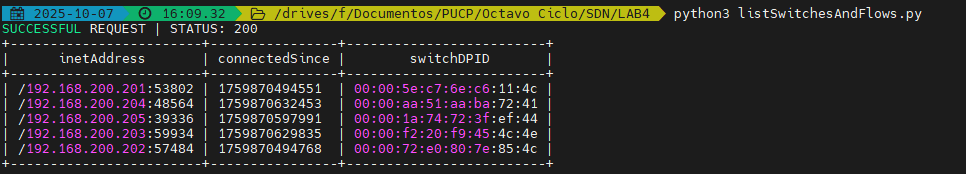 2025-10-07 16:09.32 /drives/f/Documentos/PUCP/Octavo Ciclo/SDN/LAB4 python3 listSwitchesAndFlows.py
SUCCESSFUL REQUEST | STATUS: 200
+----------------------+----------------+-------------------------+
| inetAddress | connectedSince | switchDPID |
+----------------------+----------------+-------------------------+
| /192.168.200.201:53802 | 1759870494551 | 00:00:5e:c7:6e:c6:11:4c |
| /192.168.200.204:48564 | 1759870632453 | 00:00:aa:51:aa:ba:72:41 |
| /192.168.200.205:39336 | 1759870597991 | 00:00:1a:74:72:3f:ef:44 |
| /192.168.200.203:59934 | 1759870629835 | 00:00:f2:20:f9:45:4c:4e |
| /192.168.200.202:57484 | 1759870494768 | 00:00:72:e0:80:7e:85:4c |
+----------------------+----------------+-------------------------+